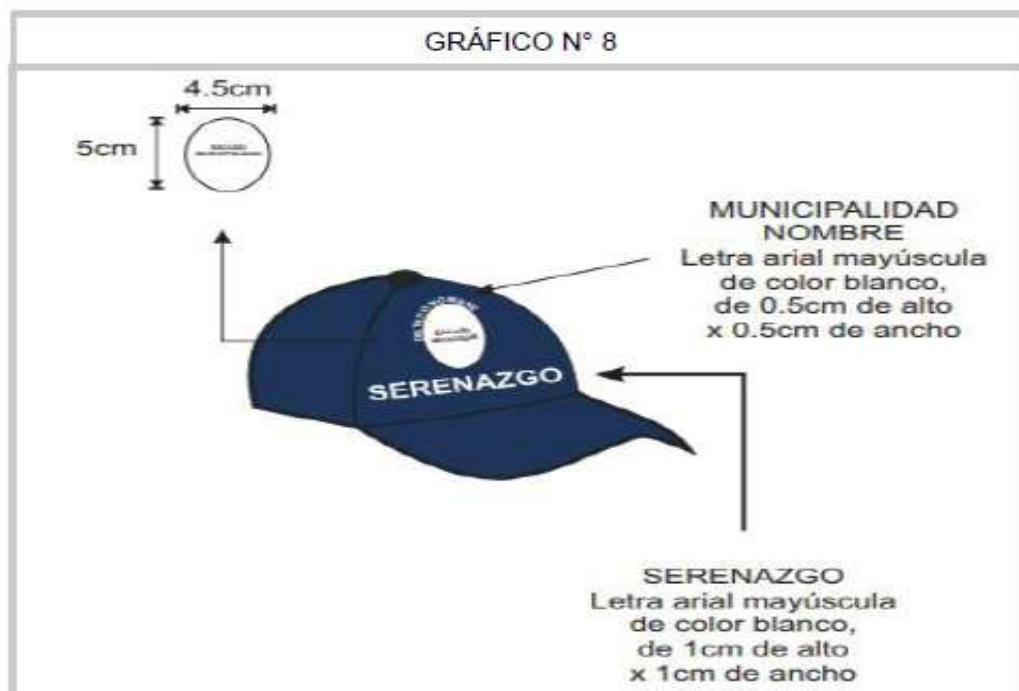 GRÁFICO N° 8
4.5cm
5cm
MUNICIPALIDAD
NOMBRE
Letra arial mayúscula
de color blanco,
de 0.5cm de alto
x 0.5cm de ancho
SERENAZGO
SERENAZGO
Letra arial mayúscula
de color blanco,
de 1cm de alto
x 1cm de ancho